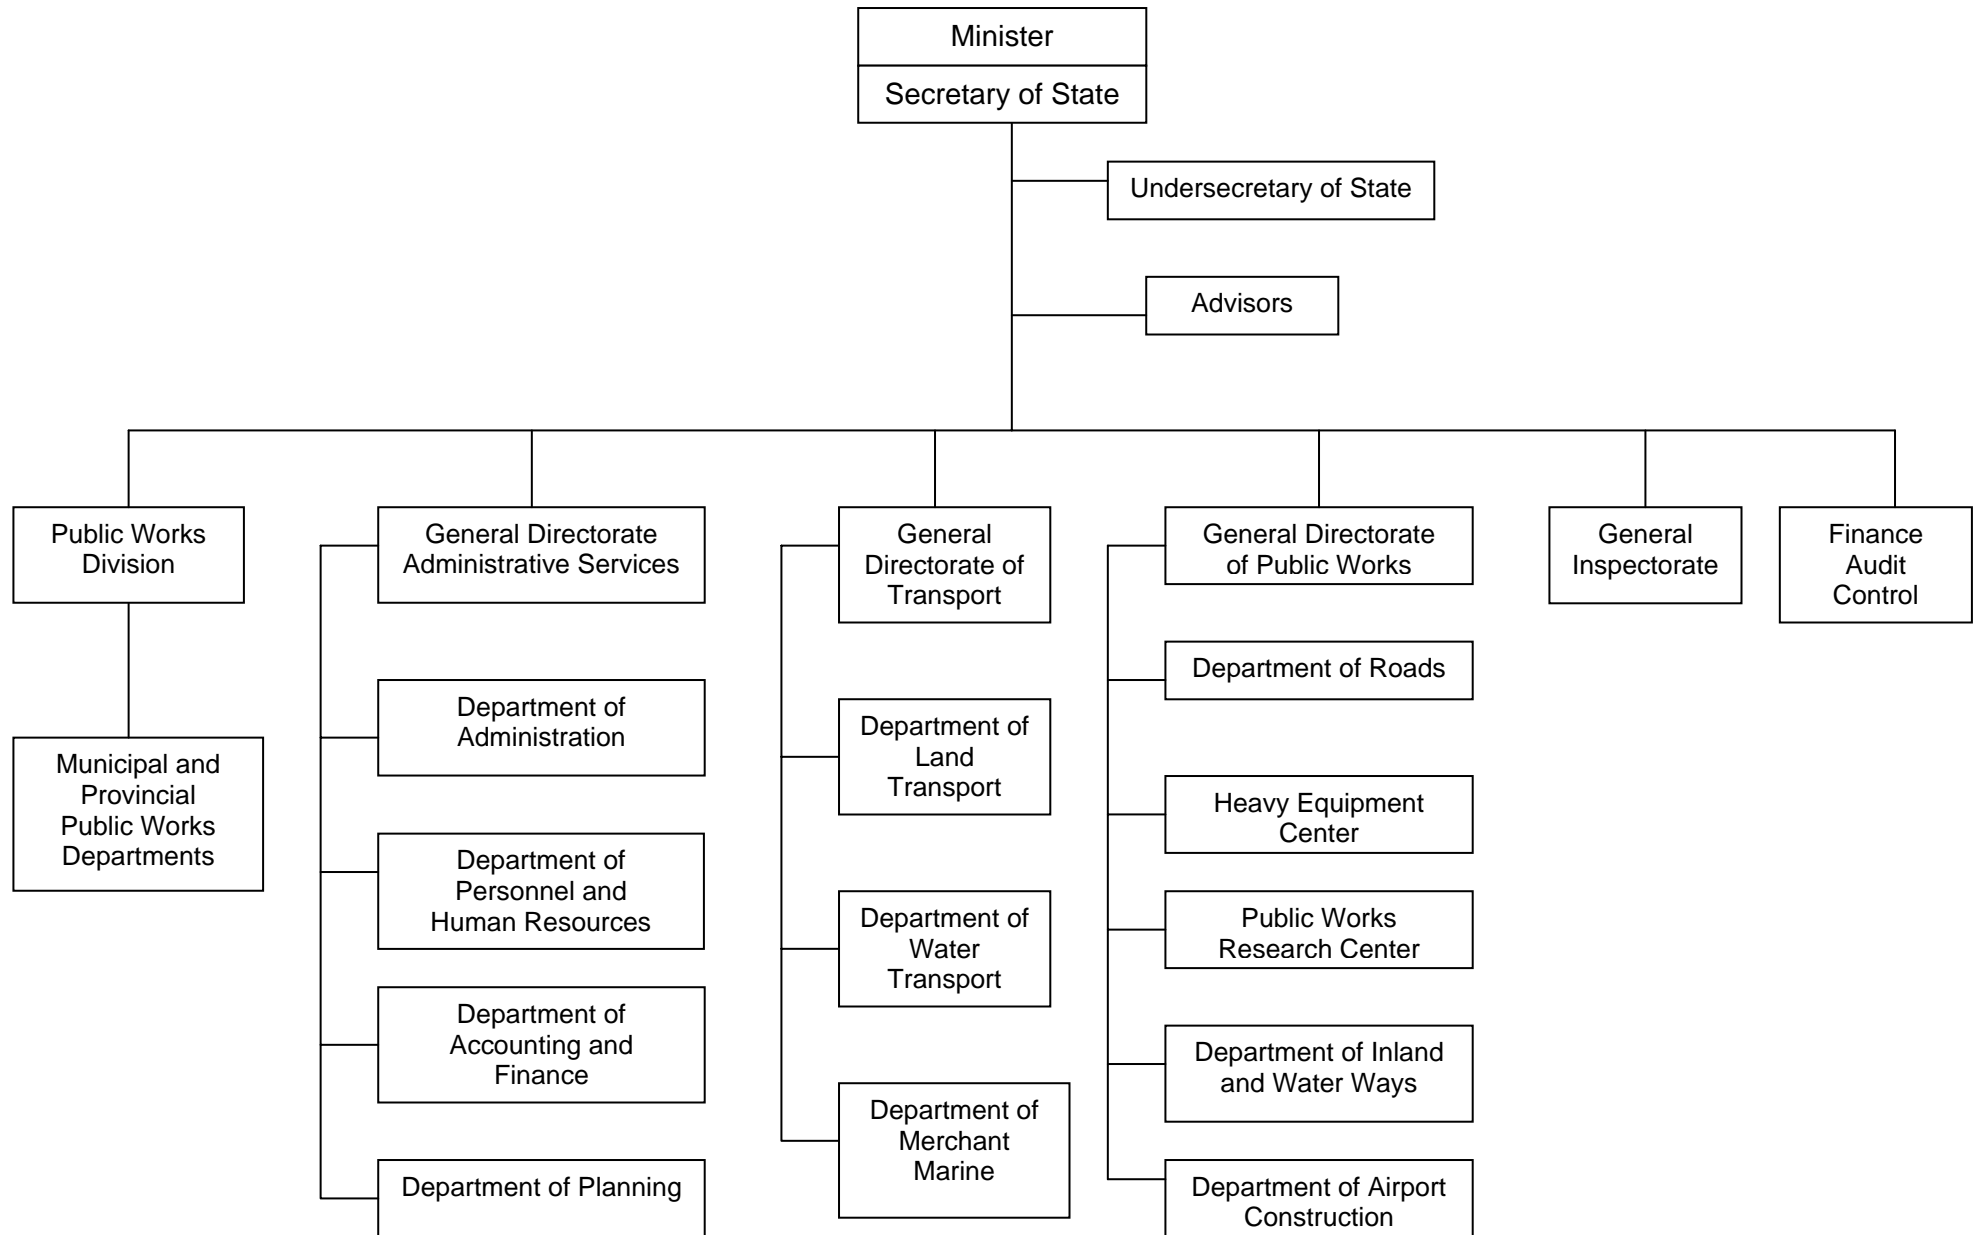 Minister
Secretary of State
Undersecretary of State
Advisors
Public Works
Division
Municipal and
Provincial
Public Works
Departments
General Directorate
Administrative Services
Department of
Administration
Department of
Personnel and
Human Resources
Department of
Accounting and
Finance
Department of Planning
General
Directorate of
Transport
Department of
Land
Transport
Department of
Water
Transport
Department of
Merchant
Marine
General Directorate
of Public Works
Department of Roads
Heavy Equipment
Center
Public Works
Research Center
Department of Inland
and Water Ways
Department of Airport
Construction
General
Inspectorate
Finance
Audit
Control